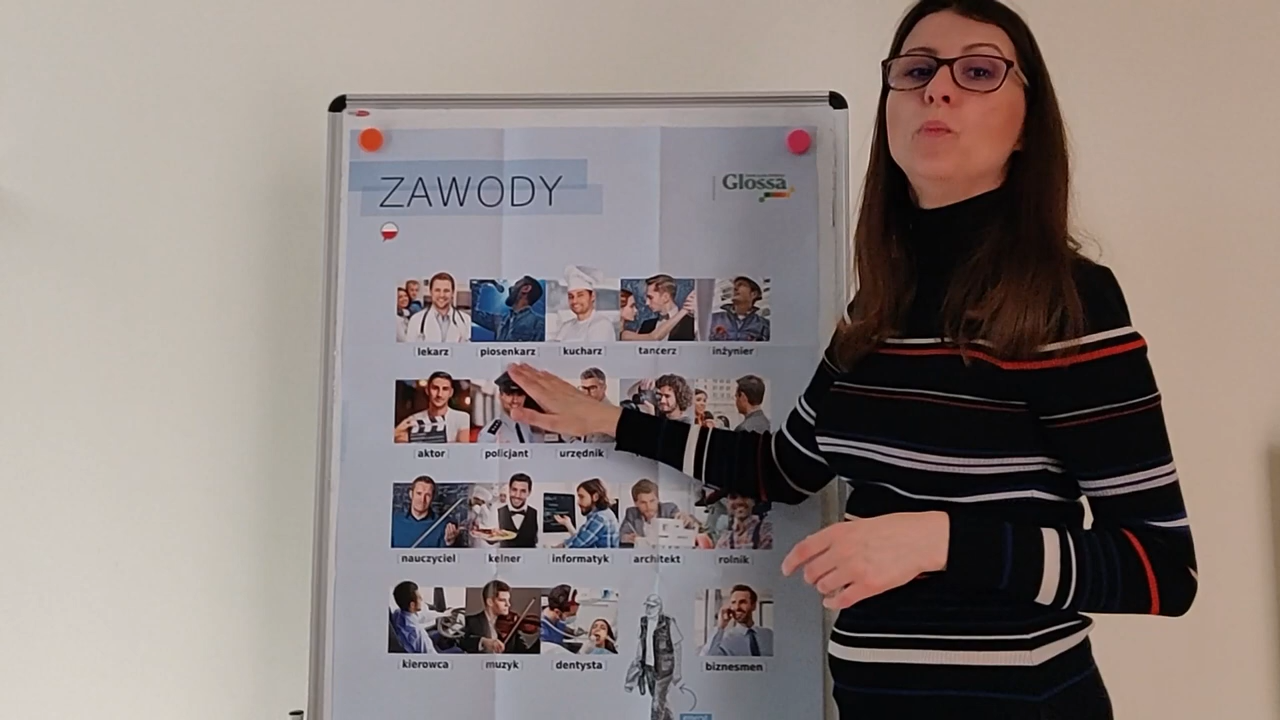 ZAWODY
Glossa
lekarz piosenkarz kucharz tancerz inżynier
aktor policjant urzędnik
nauczyciel kelner informatyk architekt rolnik
kierowca muzyk dentysta biznesmen